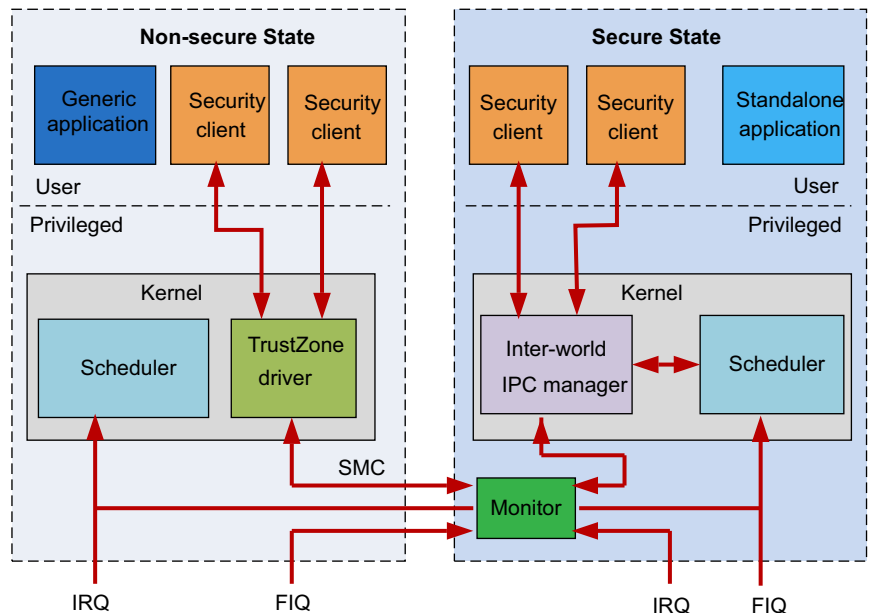 Non-secure State
Generic
application
Security
client
Security
client
User
Privileged
Kernel
Scheduler
TrustZone
driver
SMC
IRQ
FIQ
Secure State
Security
client
Security
client
Standalone
application
User
Privileged
Kernel
Inter-world
IPC manager
Scheduler
Monitor
IRQ
FIQ